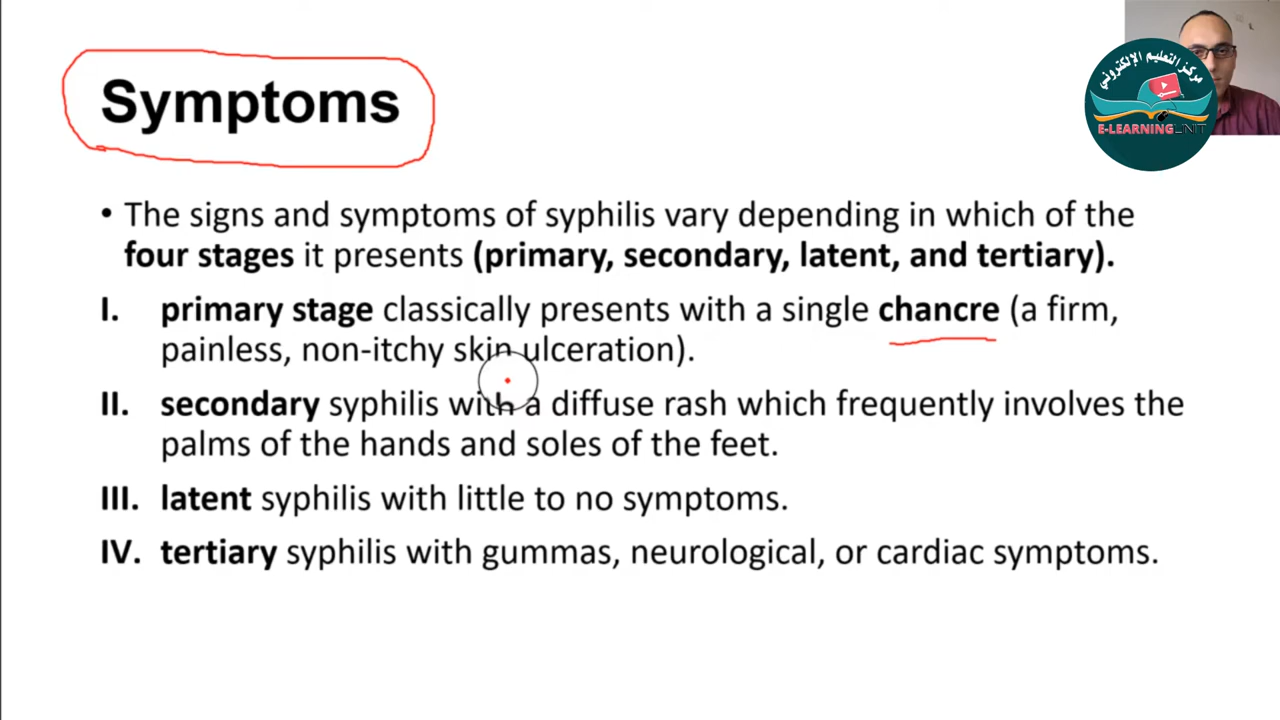 مركز التعليم الإلكتروني
E-LEARNING UNIT
Symptoms
• The signs and symptoms of syphilis vary depending in which of the
four stages it presents (primary, secondary, latent, and tertiary).
I. primary stage classically presents with a single chancre (a firm,
painless, non-itchy skin ulceration).
II. secondary syphilis with a diffuse rash which frequently involves the
palms of the hands and soles of the feet.
III. latent syphilis with little to no symptoms.
IV. tertiary syphilis with gummas, neurological, or cardiac symptoms.